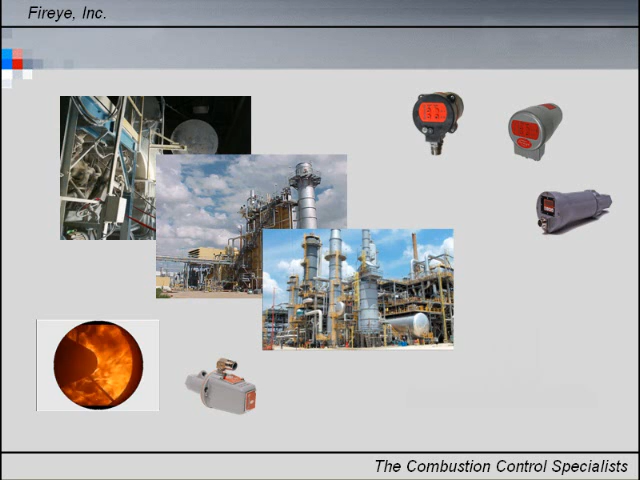 Fireye, Inc.
The Combustion Control Specialists